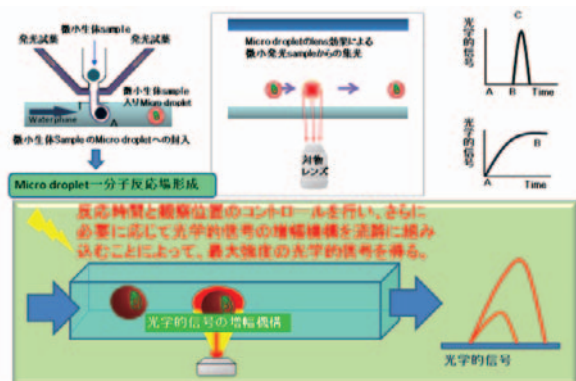 微小生体sample
発光試薬
発光試薬
微小生体sample
入りMicro droplet
Water phase
T
A
微小生体SampleのMicro dropletへの封入
Micro droplet一分子反応場形成
Micro dropletのlens効果による
微小発光sampleからの集光
対物
レンズ
光学的信号
C
A
B
Time
光学的信号
B
A
Time
反応時間と観察位置のコントロールを行い、さらに
必要に応じて光学的信号の増幅機構を流路に組み
込むことによって、最大強度の光学的信号を得る。
光学的信号の増幅機構
光学的信号